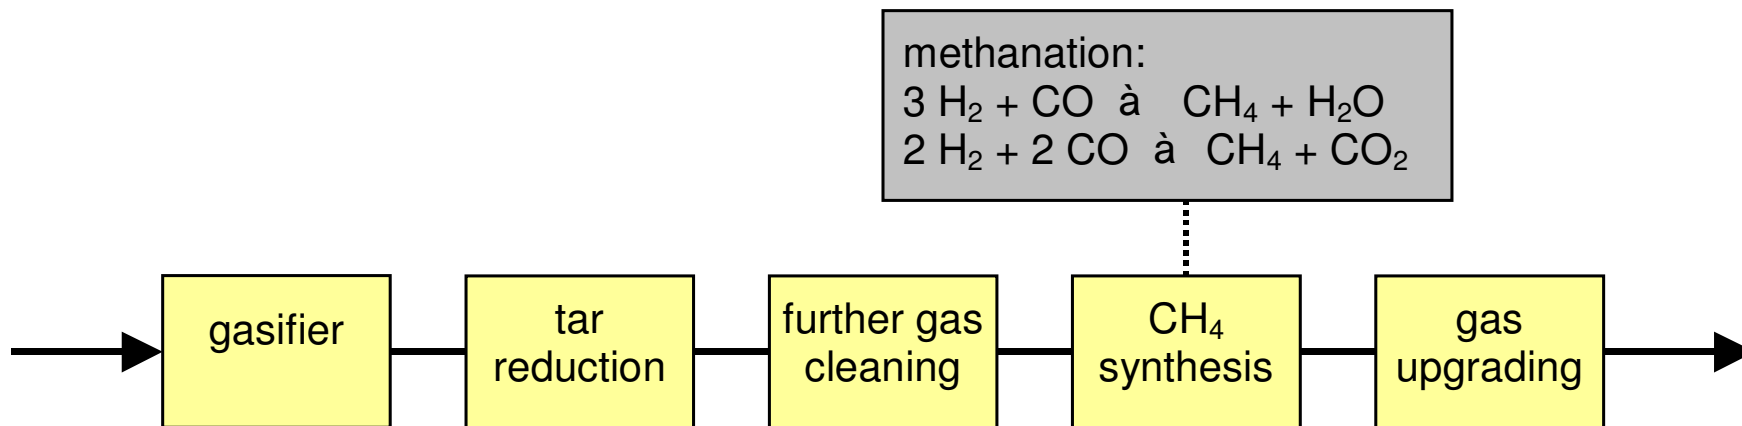 methanation:
3 H₂ + CO à CH₄ + H₂O
2 H₂ + 2 CO à CH₄ + CO₂
gasifier
tar
reduction
further gas
cleaning
CH₄
synthesis
gas
upgrading